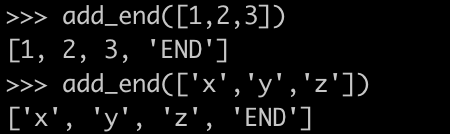 >>> add_end([1,2,3])
[1, 2, 3, 'END']
>>> add_end(['x','y','z'])
['x', 'y', 'z', 'END']